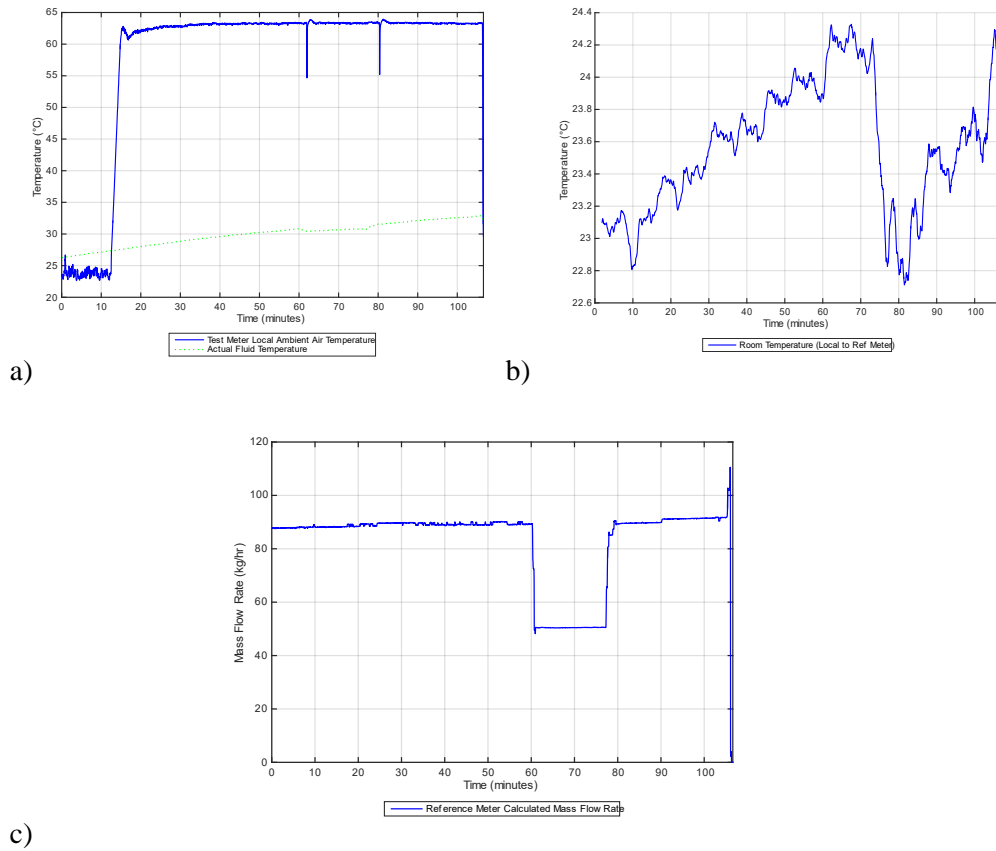 65
60
55
50
45
40
35
30
25
20
Temperature (°C)
0 10 20 30 40 50 60 70 80 90 100
Time (minutes)
Test Meter Local Ambient Air Temperature
Actual Fluid Temperature
a)
24.4
24.2
24
23.8
23.6
23.4
23.2
23
22.8
22.6
Temperature (°C)
0 10 20 30 40 50 60 70 80 90 100
Time (minutes)
Room Temperature (Local to Ref Meter)
b)
120
100
80
60
40
20
0
Mass Flow Rate (kg/hr)
0 10 20 30 40 50 60 70 80 90 100
Time (minutes)
Reference Meter Calculated Mass Flow Rate
c)